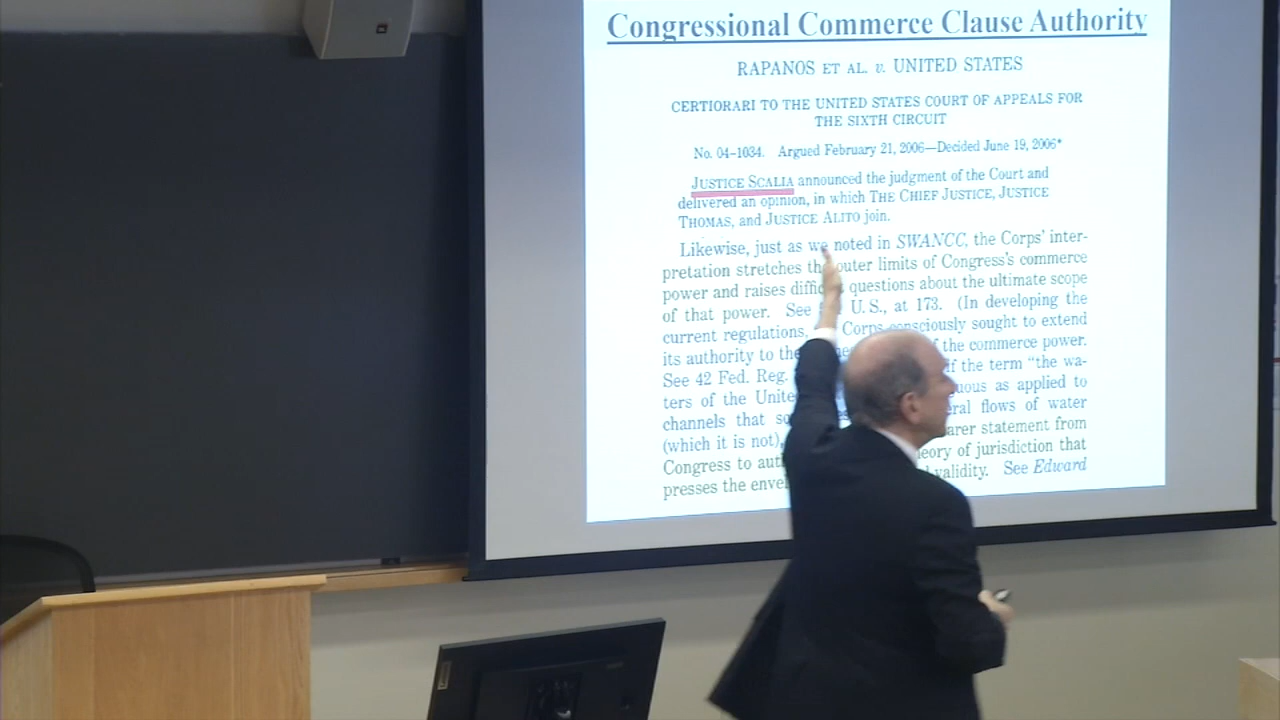 Congressional Commerce Clause Authority
RAPANOS ET AL. v. UNITED STATES
CERTIORARI TO THE UNITED STATES COURT OF APPEALS FOR
THE SIXTH CIRCUIT
No. 04–1034. Argued February 21, 2006—Decided June 19, 2006*
JUSTICE SCALIA announced the judgment of the Court and
delivered an opinion, in which THE CHIEF JUSTICE, JUSTICE
THOMAS, and JUSTICE ALITO join.
Likewise, just as we noted in SWANCC, the Corps' inter-
pretation stretches the outer limits of Congress's commerce
power and raises difficult questions about the ultimate scope
of that power. See U. S., at 173. (In developing the
current regulations, Corps consciously sought to extend
its authority to the of the commerce power.
See 42 Fed. Reg. if the term "the wa-
ters of the as applied to
channels that flows of water
(which it is not), statement from
Congress to of jurisdiction that
presses the validity. See Edward